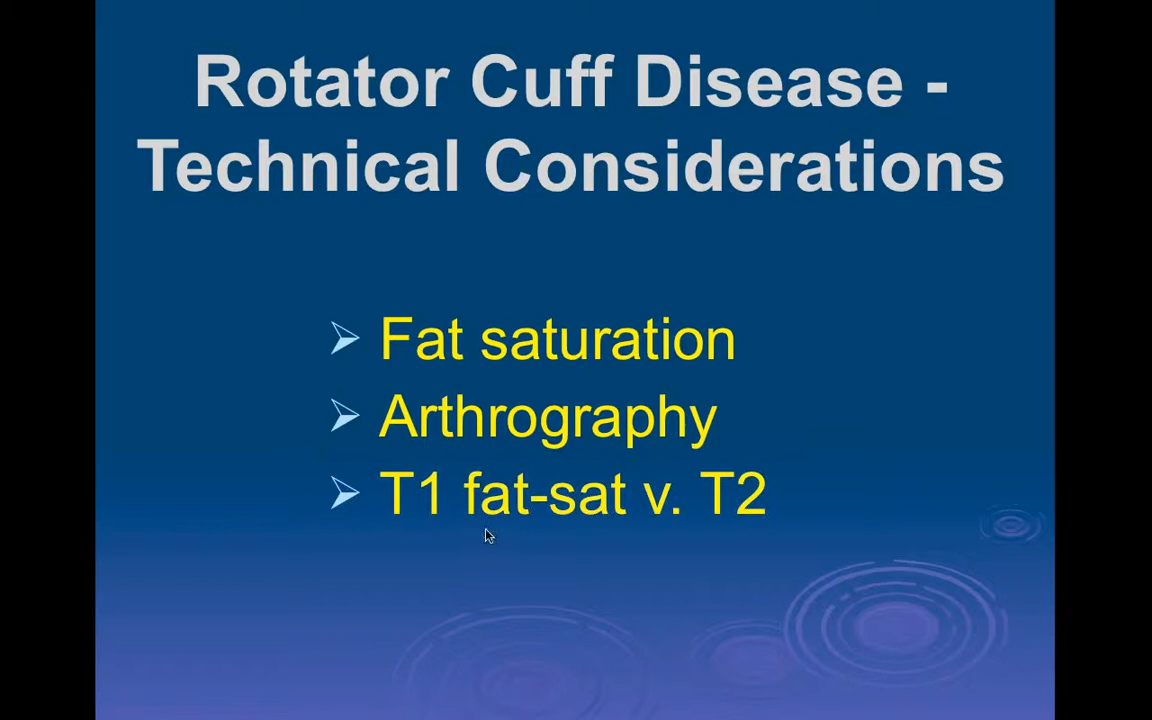 Rotator Cuff Disease -
Technical Considerations
Fat saturation
Arthrography
T1 fat-sat v. T2